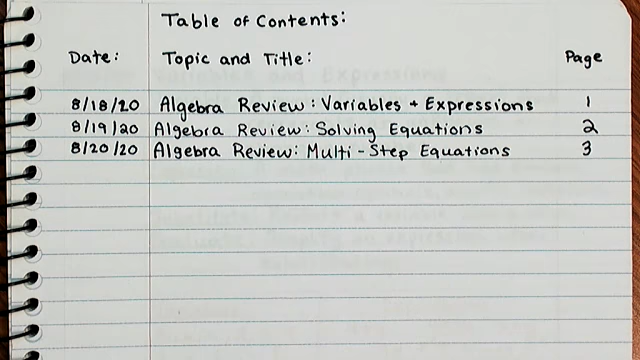 Table of Contents:
Date: Topic and Title: Page
8/18/20 Algebra Review: Variables + Expressions 1
8/19/20 Algebra Review: Solving Equations 2
8/20/20 Algebra Review: Multi-Step Equations 3